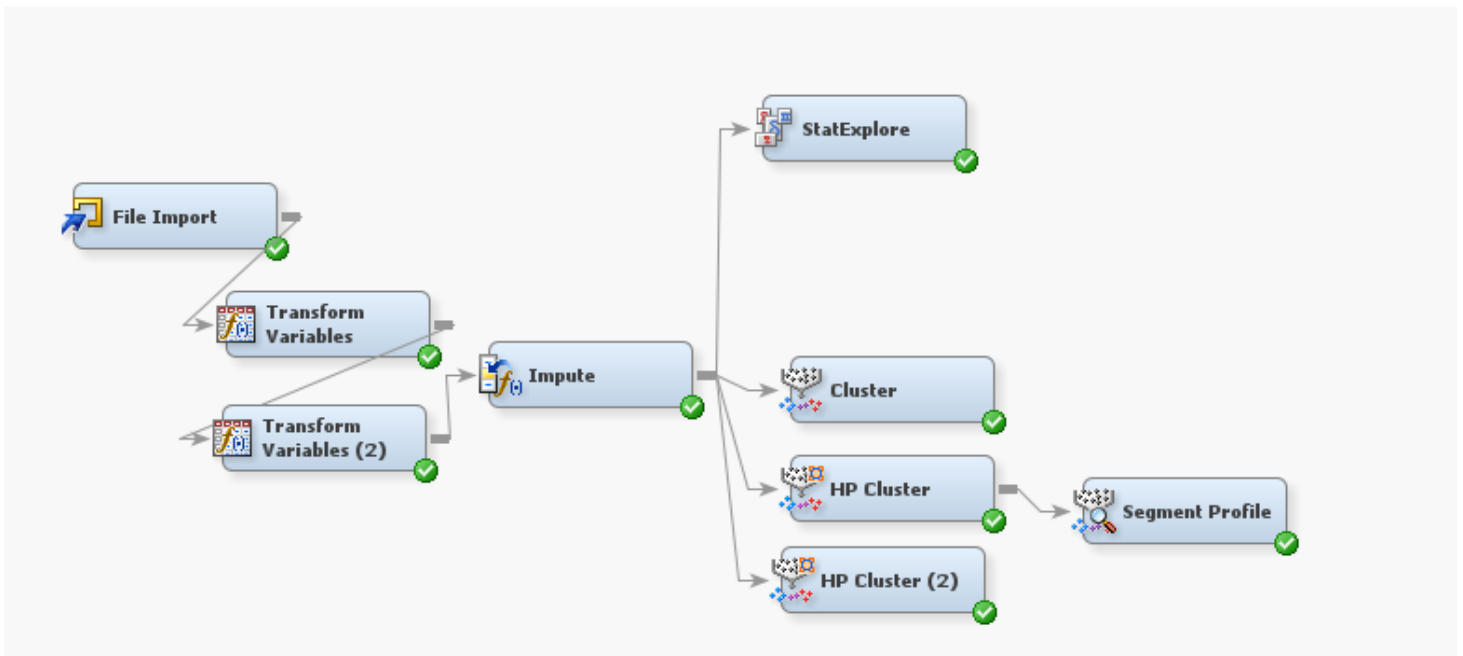 StatExplore
File Import
Transform
Variables
Impute
Cluster
Transform
Variables (2)
HP Cluster
Segment Profile
HP Cluster (2)